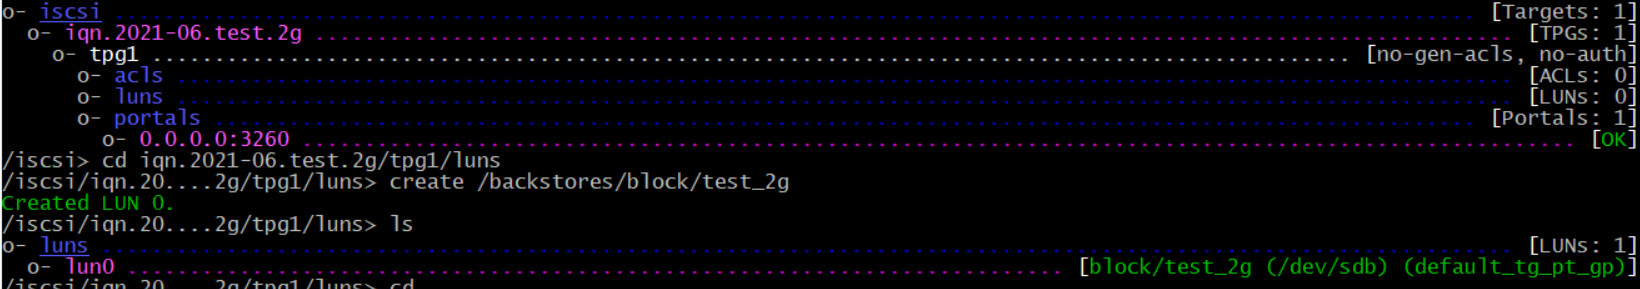 o- iscsi .................................................................................................... [Targets: 1]
  o- iqn.2021-06.test.2g .................................................................................... [TPGs: 1]
    o- tpg1 ....................................................................................... [no-gen-acls, no-auth]
      o- acls ............................................................................................... [ACLs: 0]
      o- luns ............................................................................................... [LUNs: 0]
      o- portals ......................................................................................... [Portals: 1]
        o- 0.0.0.0:3260 .......................................................................................... [OK]
/iscsi> cd iqn.2021-06.test.2g/tpg1/luns
/iscsi/iqn.20....2g/tpg1/luns> create /backstores/block/test_2g
Created LUN 0.
/iscsi/iqn.20....2g/tpg1/luns> ls
o- luns ..................................................................................................... [LUNs: 1]
  o- lun0 ............................................................ [block/test_2g (/dev/sdb) (default_tg_pt_gp)]
/iscsi/iqn.20....2g/tpg1/luns> cd